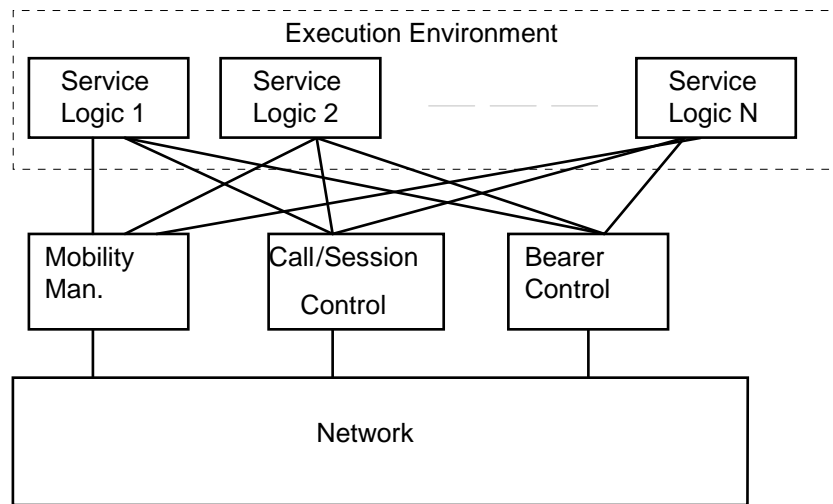 Execution Environment
Service
Logic 1
Service
Logic 2
Service
Logic N
Mobility
Man.
Call/Session
Control
Bearer
Control
Network